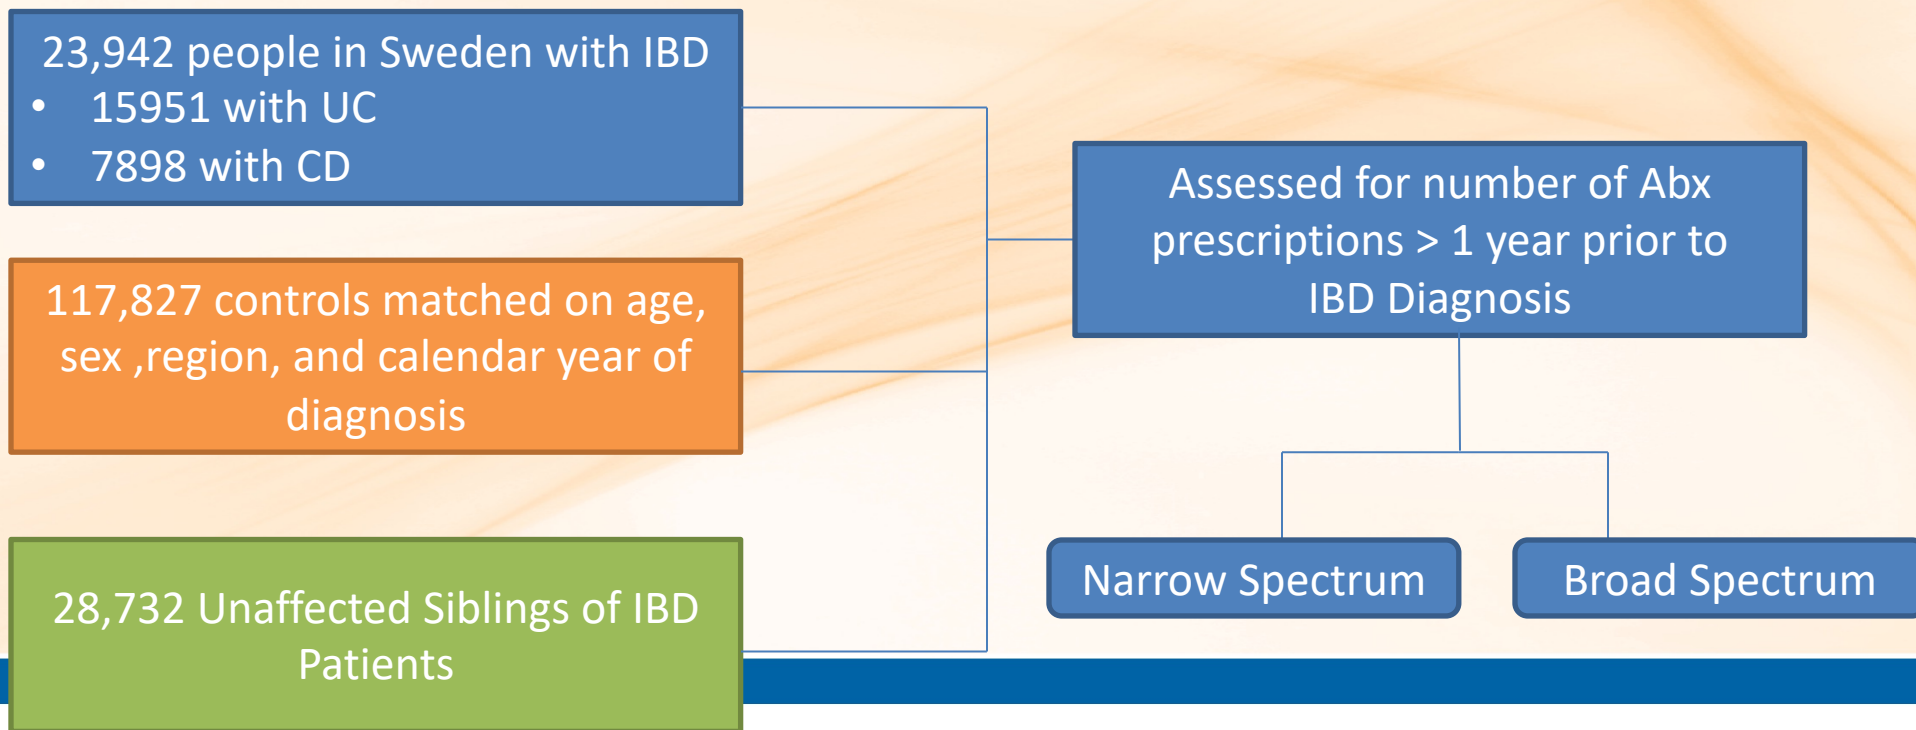 23,942 people in Sweden with IBD
• 15951 with UC
• 7898 with CD
117,827 controls matched on age,
sex ,region, and calendar year of
diagnosis
28,732 Unaffected Siblings of IBD
Patients
Assessed for number of Abx
prescriptions > 1 year prior to
IBD Diagnosis
Narrow Spectrum
Broad Spectrum